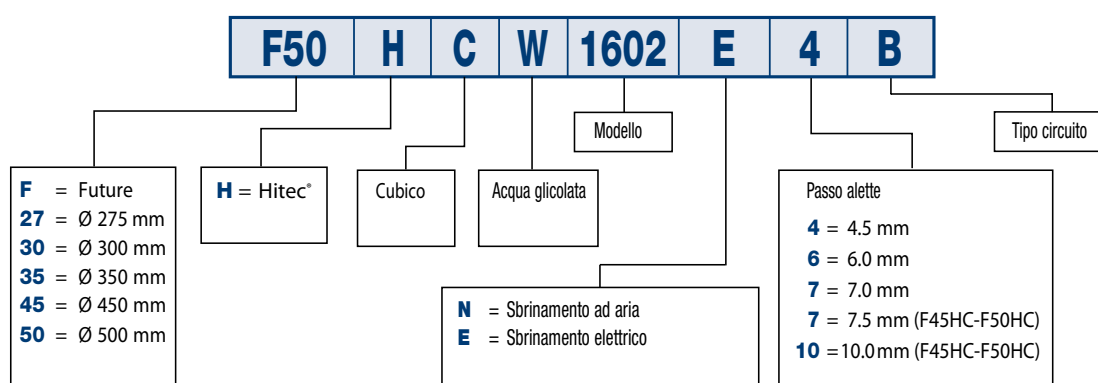 F50 H C W 1602 E 4 B
Modello
Tipo circuito
F = Future
27 = Ø 275 mm
30 = Ø 300 mm
35 = Ø 350 mm
45 = Ø 450 mm
50 = Ø 500 mm
H = Hitec®
Cubico
Acqua glicolata
N = Sbrinamento ad aria
E = Sbrinamento elettrico
Passo alette
4 = 4.5 mm
6 = 6.0 mm
7 = 7.0 mm
7 = 7.5 mm (F45HC-F50HC)
10 =10.0mm (F45HC-F50HC)